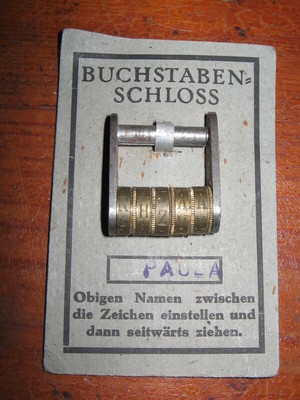 BUCHSTABEN=
SCHLOSS
H
PAULA
Obigen Namen zwischen
die Zeichen einstellen und
dann seitwärts ziehen.